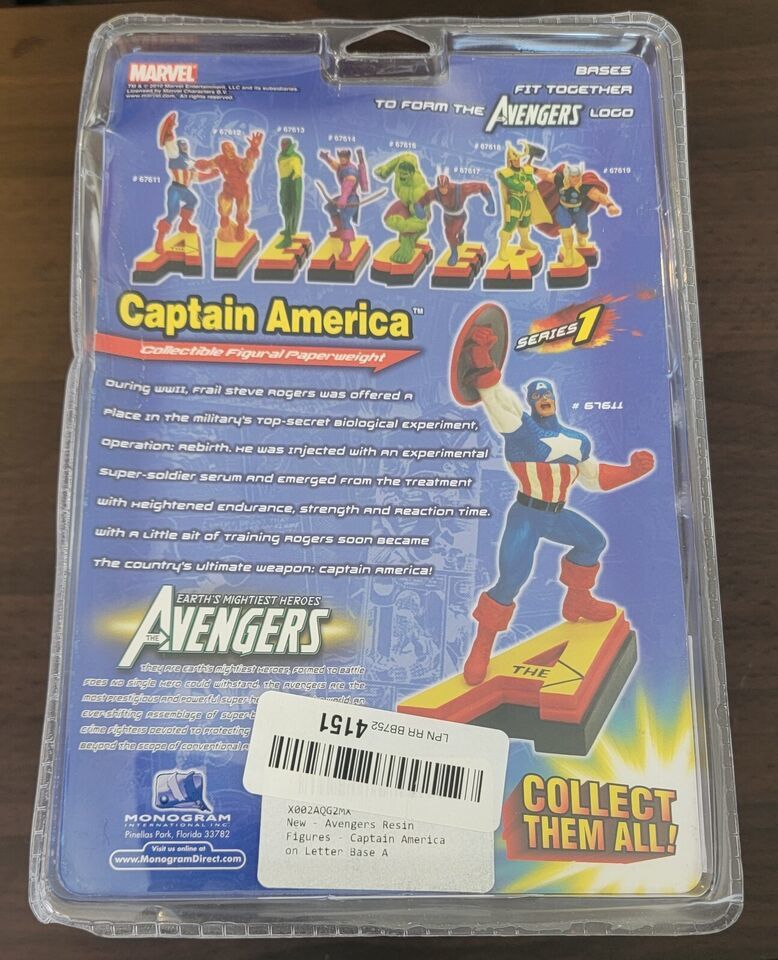 MARVEL
TM & © 2010 Marvel Entertainment, LLC and its subsidiaries
Licensed by Marvel Characters B.V.
www.marvel.com. All rights reserved.
BASES
FIT TOGETHER
TO FORM THE AVENGERS LOGO
# 67611
# 67612
# 67613
# 67614
# 67616
# 67617
# 67618
# 67619
THE
AVENGERS
Captain America™
Collectible Figural Paperweight
SERIES 1
# 67611
During WWII, frail Steve Rogers was offered a
place in the military's top-secret biological experiment,
Operation: Rebirth. He was injected with an experimental
super-soldier serum and emerged from the treatment
with heightened endurance, strength and reaction time.
With a little bit of training Rogers soon became
the country's ultimate weapon: Captain America!
EARTH'S MIGHTIEST HEROES
THE AVENGERS
They are earth's mightiest heroes, formed to battle
foes no single hero could withstand. The Avengers are the
most prestigious and powerful super-he world. An
ever-shifting assemblage of super-b
crime fighters devoted to protecting
beyond the scope of conventional a
THE
A
LPN RR BB752 4151
X002AQG2MX
New - Avengers Resin
Figures - Captain America
on Letter Base A
MONOGRAM
INTERNATIONAL INC.
Pinellas Park, Florida 33782
Visit us online at
www.MonogramDirect.com
COLLECT
THEM ALL!